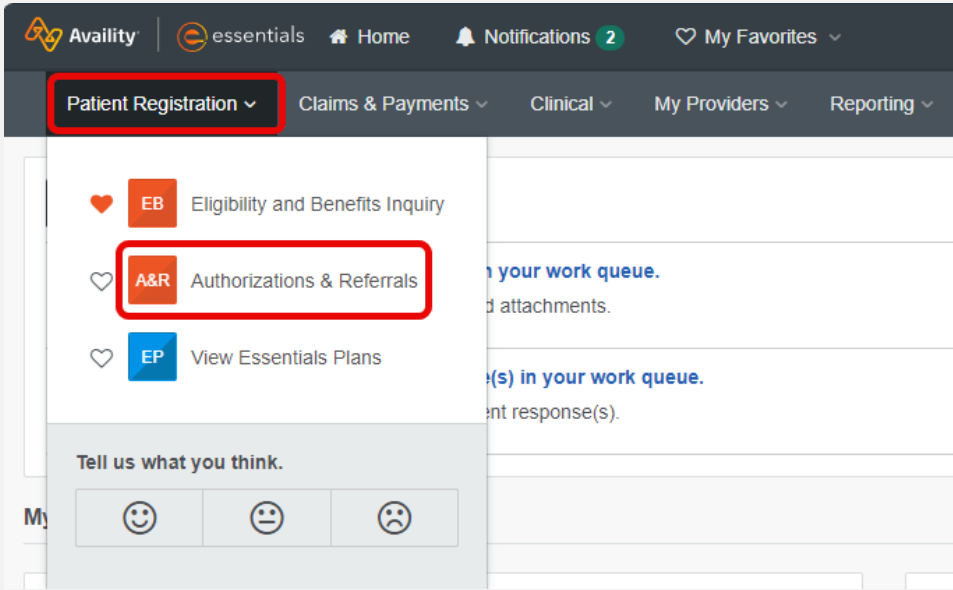 Availity essentials Home Notifications 2 My Favorites
Patient Registration Claims & Payments Clinical My Providers Reporting
EB Eligibility and Benefits Inquiry
your work queue.
A&R Authorizations & Referrals
attachments.
EP View Essentials Plans
(s) in your work queue.
response(s).
Tell us what you think.
My